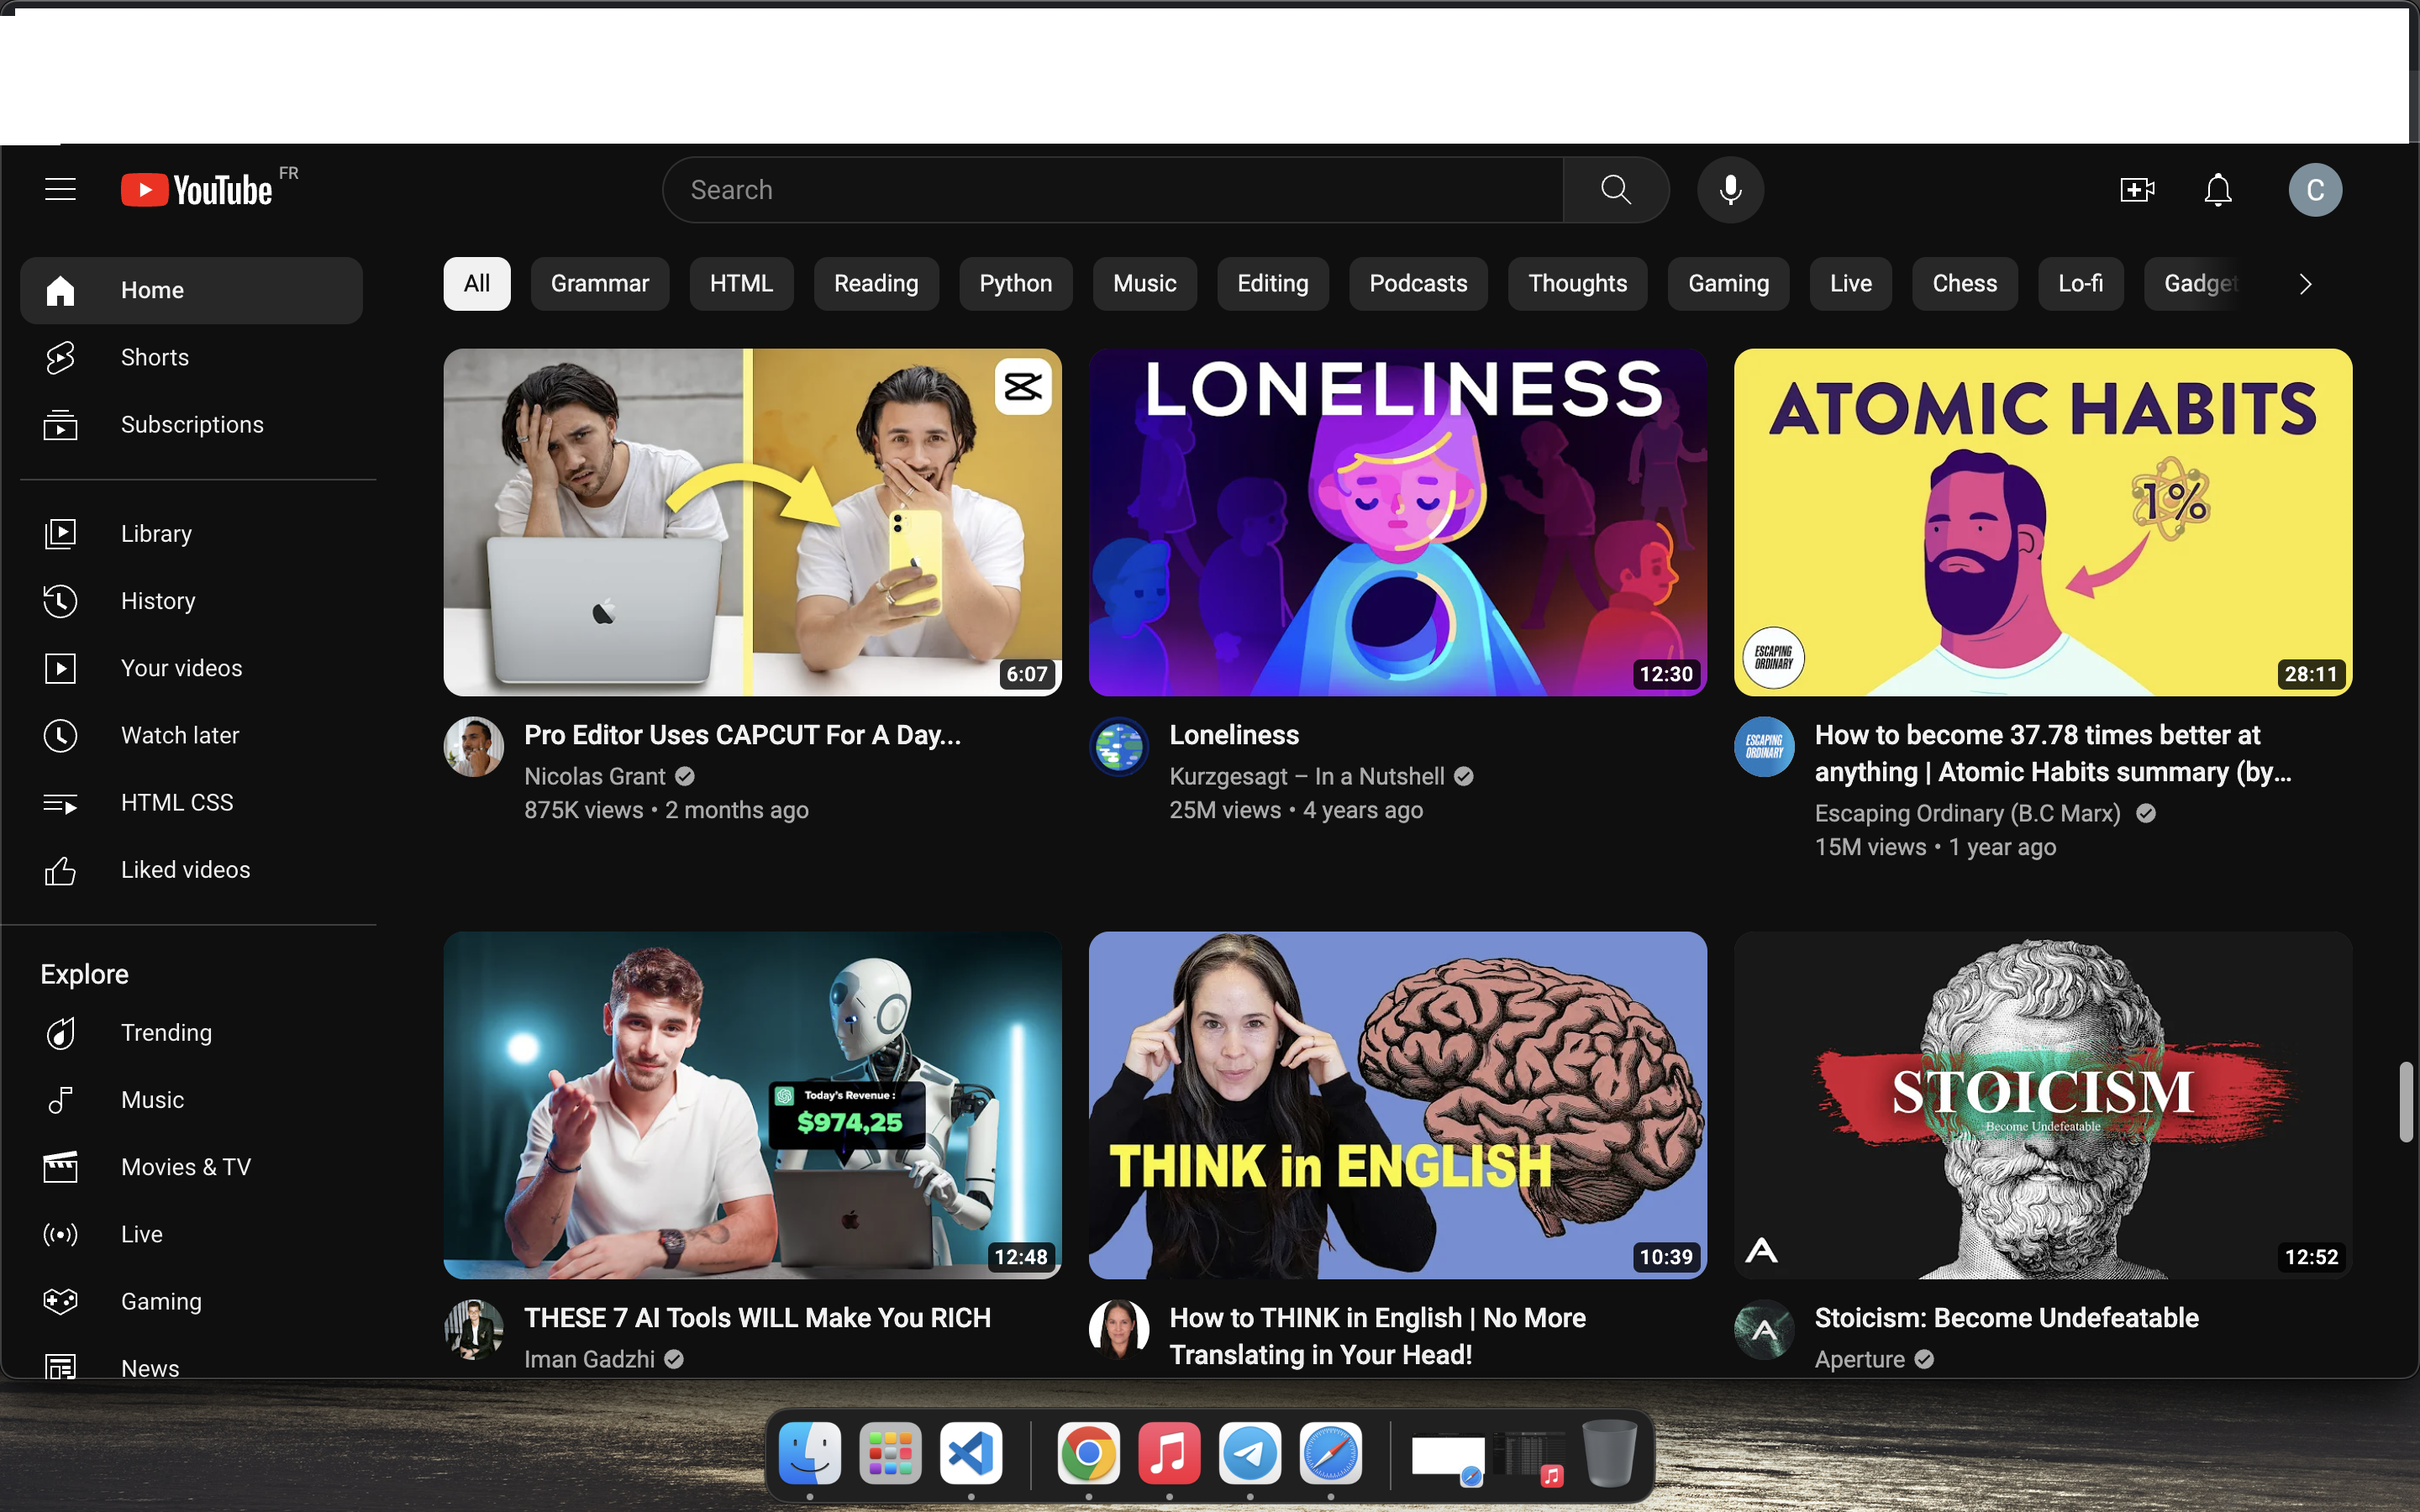 YouTube FR
Search
C
Home
Shorts
Subscriptions
Library
History
Your videos
Watch later
HTML CSS
Liked videos
Explore
Trending
Music
Movies & TV
Live
Gaming
News
All Grammar HTML Reading Python Music Editing Podcasts Thoughts Gaming Live Chess Lo-fi Gadget
6:07
Pro Editor Uses CAPCUT For A Day...
Nicolas Grant
875K views • 2 months ago
LONELINESS
12:30
Loneliness
Kurzgesagt – In a Nutshell
25M views • 4 years ago
ATOMIC HABITS
1%
ESCAPING
ORDINARY
28:11
ESCAPING
ORDINARY
How to become 37.78 times better at
anything | Atomic Habits summary (by...
Escaping Ordinary (B.C Marx)
15M views • 1 year ago
Today's Revenue :
$974,25
12:48
THESE 7 AI Tools WILL Make You RICH
Iman Gadzhi
THINK in ENGLISH
10:39
How to THINK in English | No More
Translating in Your Head!
STOICISM
Become Undefeatable
12:52
Stoicism: Become Undefeatable
Aperture